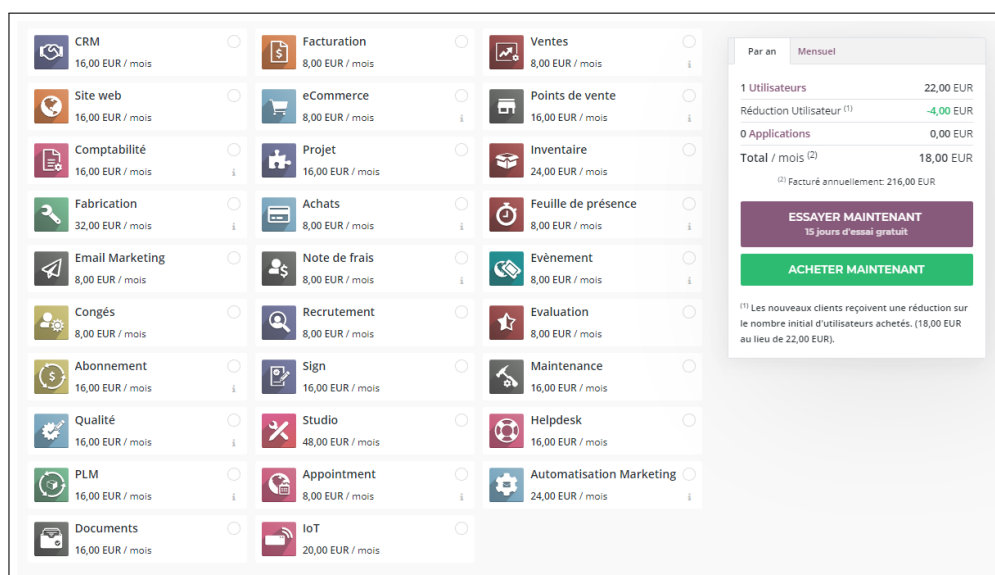 CRM
16,00 EUR / mois
Facturation
8,00 EUR / mois
Ventes
8,00 EUR / mois
i
Site web
16,00 EUR / mois
eCommerce
8,00 EUR / mois
i
Points de vente
16,00 EUR / mois
i
Comptabilité
16,00 EUR / mois
i
Projet
16,00 EUR / mois
Inventaire
24,00 EUR / mois
Fabrication
32,00 EUR / mois
i
Achats
8,00 EUR / mois
i
Feuille de présence
8,00 EUR / mois
i
Email Marketing
8,00 EUR / mois
Note de frais
8,00 EUR / mois
i
Evènement
8,00 EUR / mois
i
Congés
8,00 EUR / mois
Recrutement
8,00 EUR / mois
Evaluation
8,00 EUR / mois
Abonnement
16,00 EUR / mois
i
Sign
16,00 EUR / mois
Maintenance
16,00 EUR / mois
Qualité
16,00 EUR / mois
i
Studio
48,00 EUR / mois
Helpdesk
16,00 EUR / mois
PLM
16,00 EUR / mois
i
Appointment
8,00 EUR / mois
i
Automatisation Marketing
24,00 EUR / mois
i
Documents
16,00 EUR / mois
IoT
20,00 EUR / mois
Par an Mensuel
1 Utilisateurs 22,00 EUR
Réduction Utilisateur (1) -4,00 EUR
0 Applications 0,00 EUR
Total / mois (2) 18,00 EUR
(2) Facturé annuellement: 216,00 EUR
ESSAYER MAINTENANT
15 jours d'essai gratuit
ACHETER MAINTENANT
(1) Les nouveaux clients reçoivent une réduction sur
le nombre initial d'utilisateurs achetés. (18,00 EUR
au lieu de 22,00 EUR).